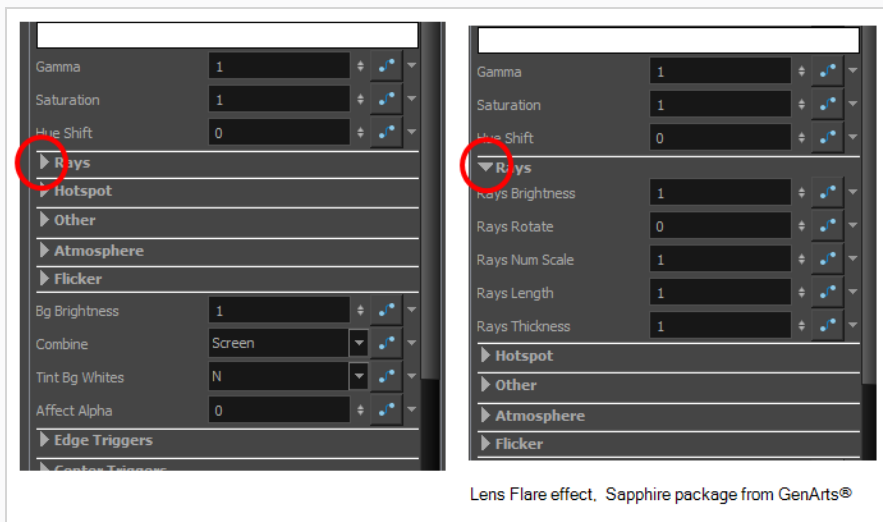 Gamma 1
Saturation 1
Hue Shift 0
Rays
Hotspot
Other
Atmosphere
Flicker
Bg Brightness 1
Combine Screen
Tint Bg Whites N
Affect Alpha 0
Edge Triggers
Center Triggers
Gamma 1
Saturation 1
Hue Shift 0
Rays
Rays Brightness 1
Rays Rotate 0
Rays Num Scale 1
Rays Length 1
Rays Thickness 1
Hotspot
Other
Atmosphere
Flicker
Lens Flare effect, Sapphire package from GenArts®